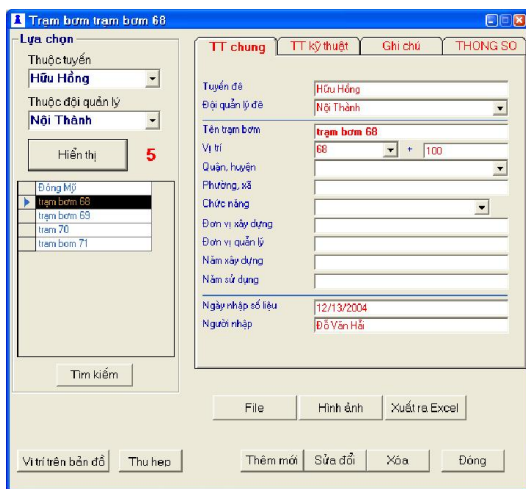 Trạm bơm trạm bơm 68
Lựa chọn
Thuộc tuyến
Hữu Hồng
Thuộc đội quản lý
Nội Thành
Hiển thị
5
Đông Mỹ
trạm bơm 68
trạm bơm 69
tram 70
tram bom 71
Tìm kiếm
Vị trí trên bản đồ
Thu hẹp
TT chung
TT kỹ thuật
Ghi chú
THONG SO
Tuyến đê
Hữu Hồng
Đội quản lý đê
Nội Thành
Tên trạm bơm
trạm bơm 68
Vị trí
68 + 100
Quận, huyện
Phường, xã
Chức năng
Đơn vị xây dựng
Đơn vị quản lý
Năm xây dựng
Năm sử dụng
Ngày nhập số liệu
12/13/2004
Người nhập
Đỗ Văn Hải
File
Hình ảnh
Xuất ra Excel
Thêm mới
Sửa đổi
Xóa
Đóng